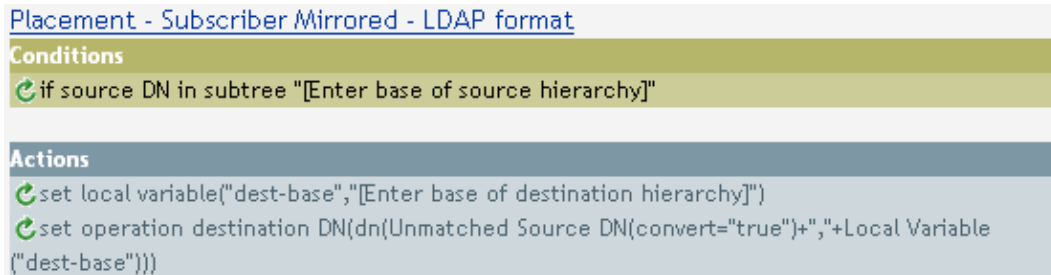 Placement - Subscriber Mirrored - LDAP format
Conditions
if source DN in subtree "[Enter base of source hierarchy]"
Actions
set local variable("dest-base","[Enter base of destination hierarchy]")
set operation destination DN(dn(Unmatched Source DN(convert="true")+","+Local Variable
("dest-base")))